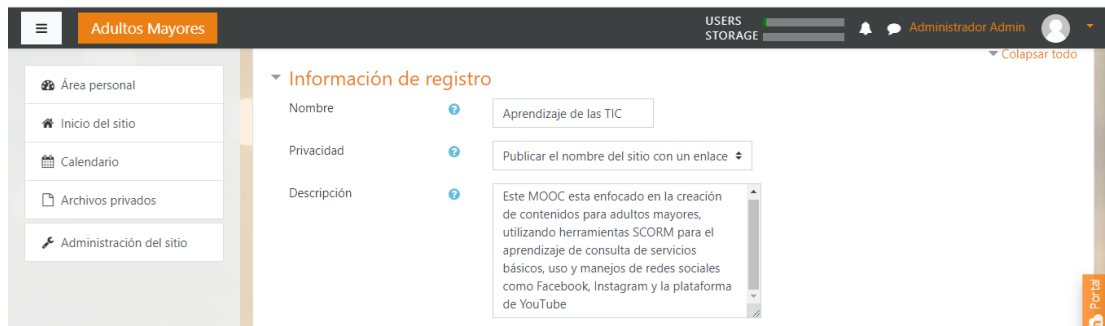 Adultos Mayores
USERS
STORAGE
Administrador Admin
Colapsar todo
Área personal
Inicio del sitio
Calendario
Archivos privados
Administración del sitio
Información de registro
Nombre
Aprendizaje de las TIC
Privacidad
Publicar el nombre del sitio con un enlace
Descripción
Este MOOC esta enfocado en la creación
de contenidos para adultos mayores,
utilizando herramientas SCORM para el
aprendizaje de consulta de servicios
básicos, uso y manejos de redes sociales
como Facebook, Instagram y la plataforma
de YouTube
Portal